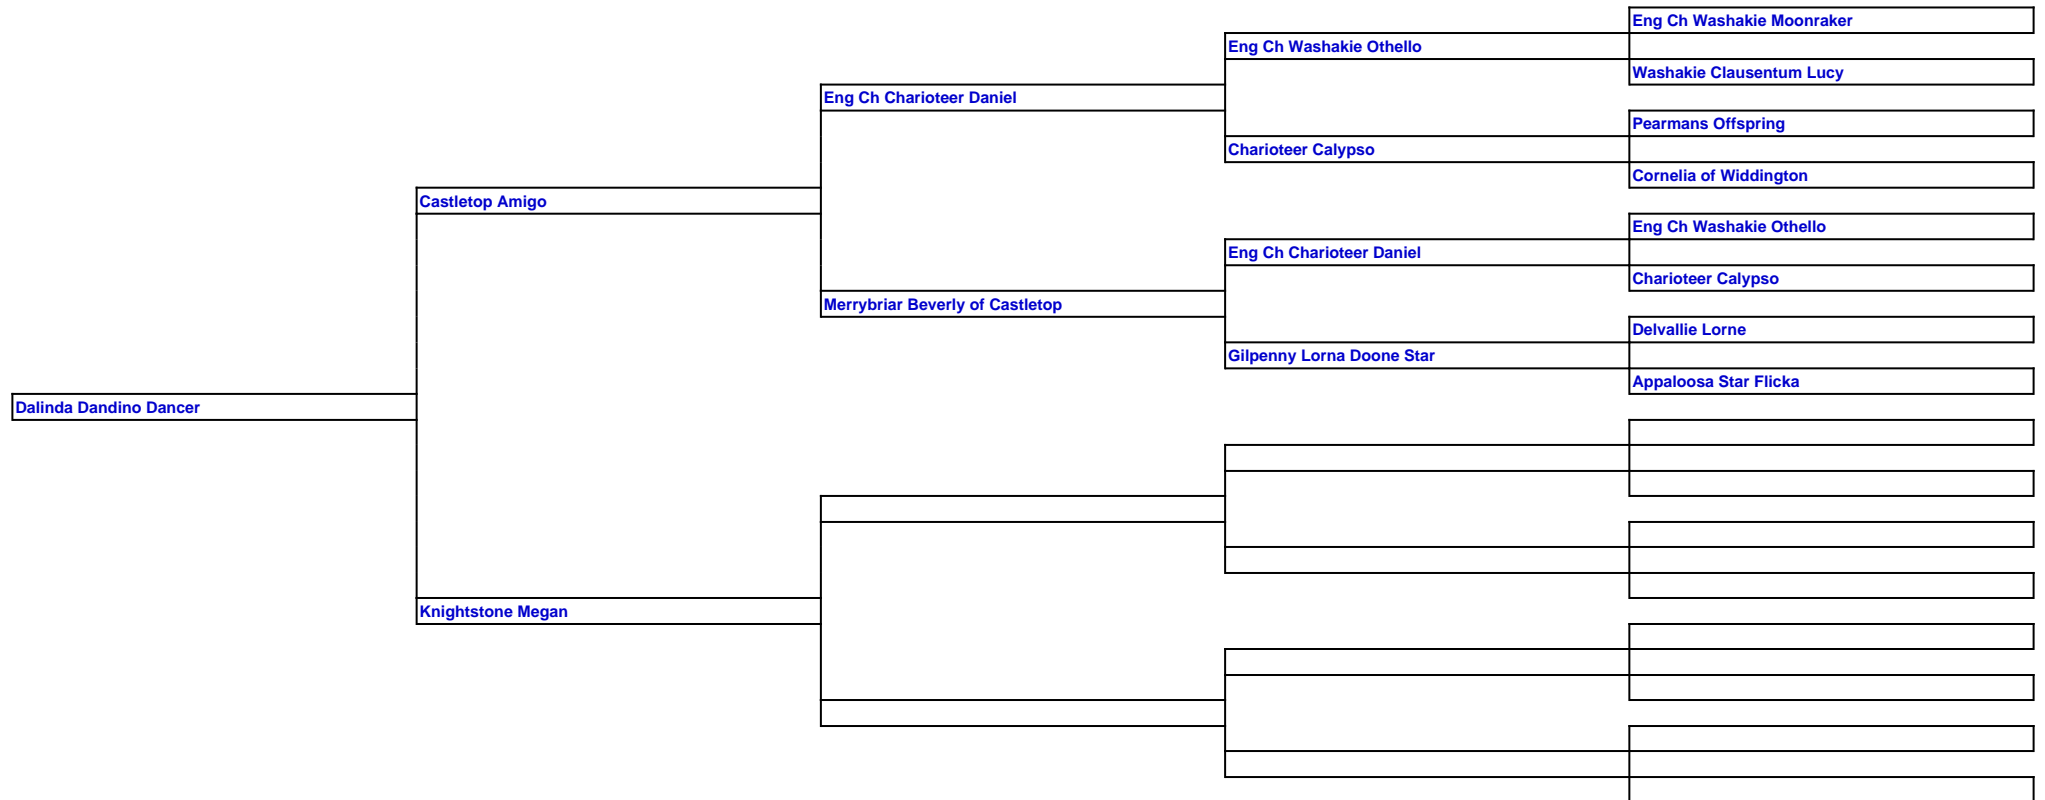 Eng Ch Washakie Moonraker
Eng Ch Washakie Othello
Washakie Clausentum Lucy
Eng Ch Charioteer Daniel
Pearmans Offspring
Charioteer Calypso
Cornelia of Widdington
Castletop Amigo
Eng Ch Washakie Othello
Eng Ch Charioteer Daniel
Charioteer Calypso
Merrybriar Beverly of Castletop
Delvallie Lorne
Gilpenny Lorna Doone Star
Appaloosa Star Flicka
Dalinda Dandino Dancer
Knightstone Megan